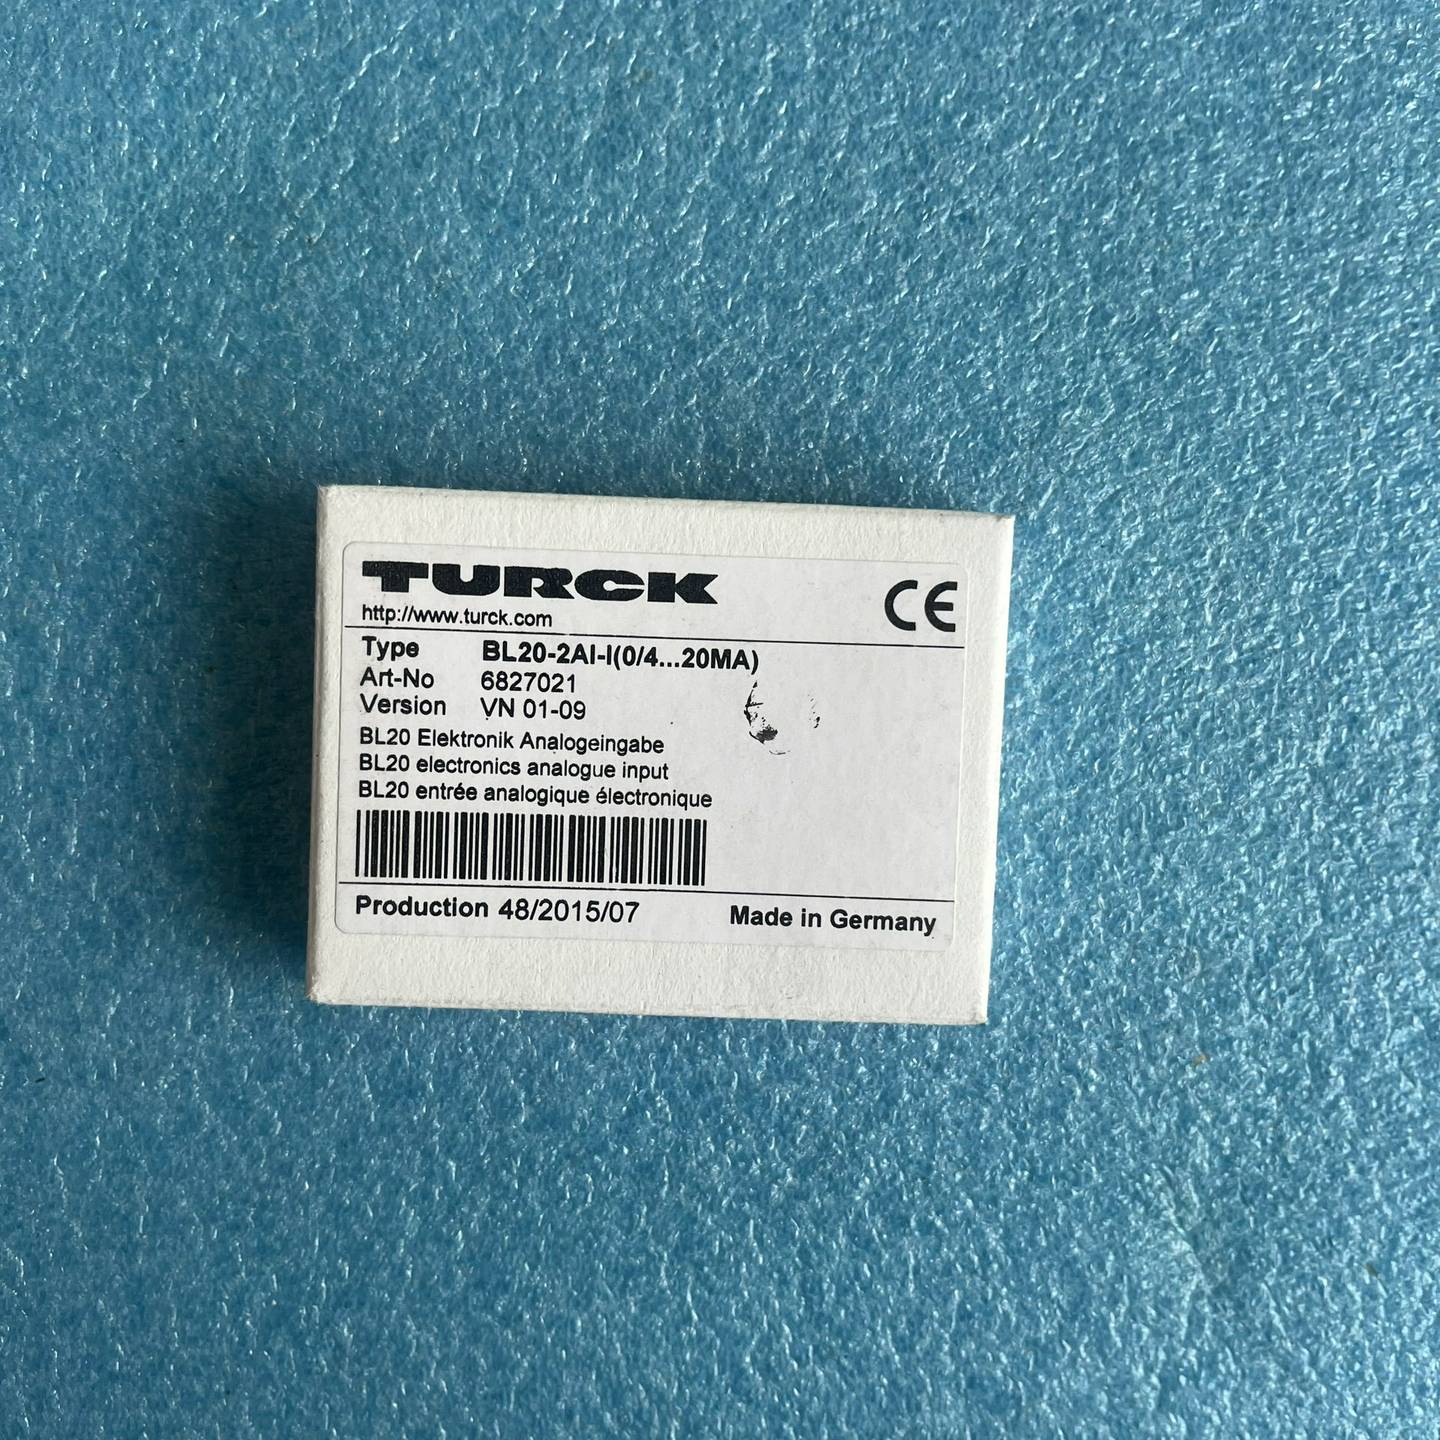 TURCK
CE
http://www.turck.com
Type BL20-2AI-I(0/4...20MA)
Art-No 6827021
Version VN 01-09
BL20 Elektronik Analogeingabe
BL20 electronics analogue input
BL20 entrée analogique électronique
Production 48/2015/07 Made in Germany